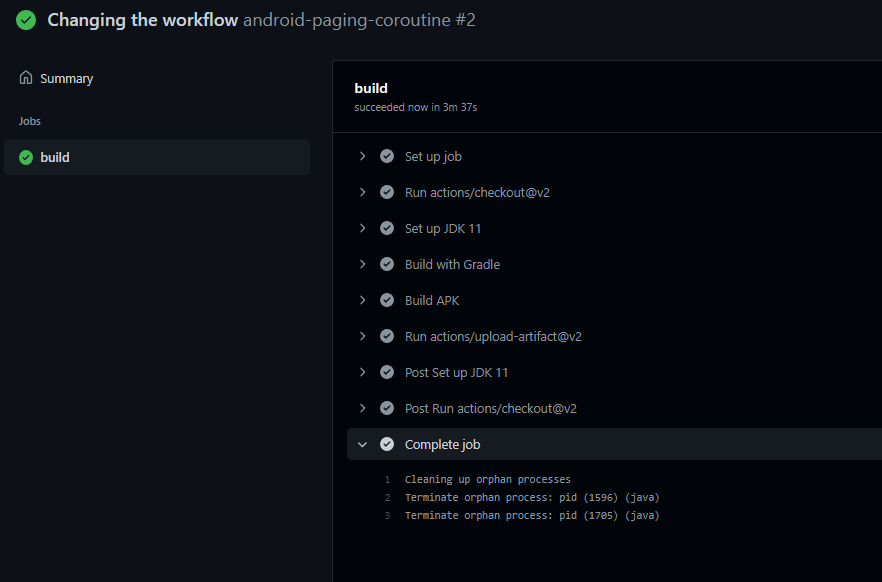 Changing the workflow android-paging-coroutine #2
Summary
Jobs
build
build
succeeded now in 3m 37s
Set up job
Run actions/checkout@v2
Set up JDK 11
Build with Gradle
Build APK
Run actions/upload-artifact@v2
Post Set up JDK 11
Post Run actions/checkout@v2
Complete job
1 Cleaning up orphan processes
2 Terminate orphan process: pid (1596) (java)
3 Terminate orphan process: pid (1705) (java)